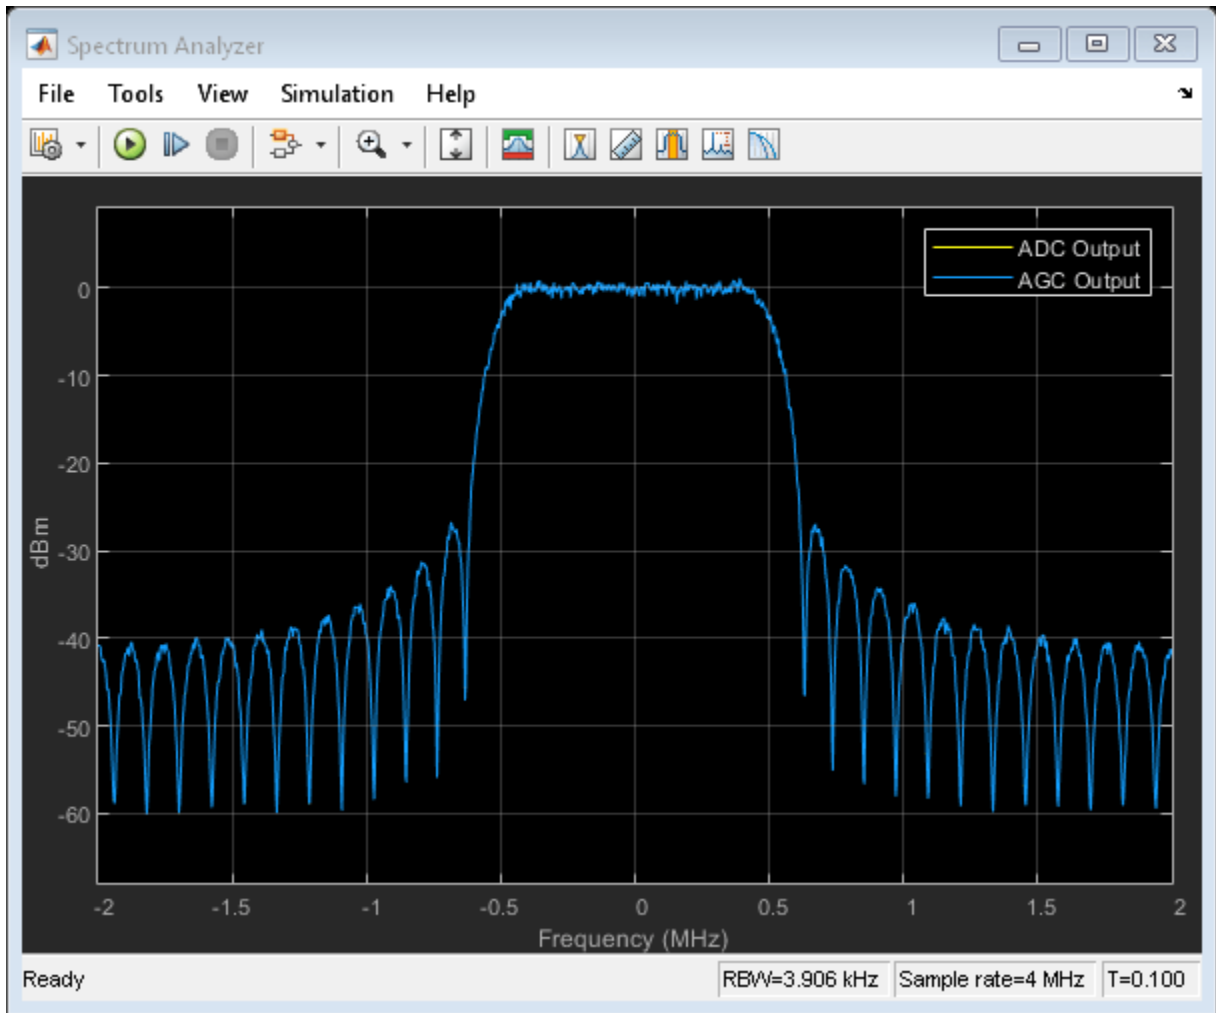 Spectrum Analyzer
File Tools View Simulation Help
ADC Output
AGC Output
0
-10
-20
-30
-40
-50
-60
dBm
-2 -1.5 -1 -0.5 0 0.5 1 1.5 2
Frequency (MHz)
Ready RBW=3.906 kHz Sample rate=4 MHz T=0.100